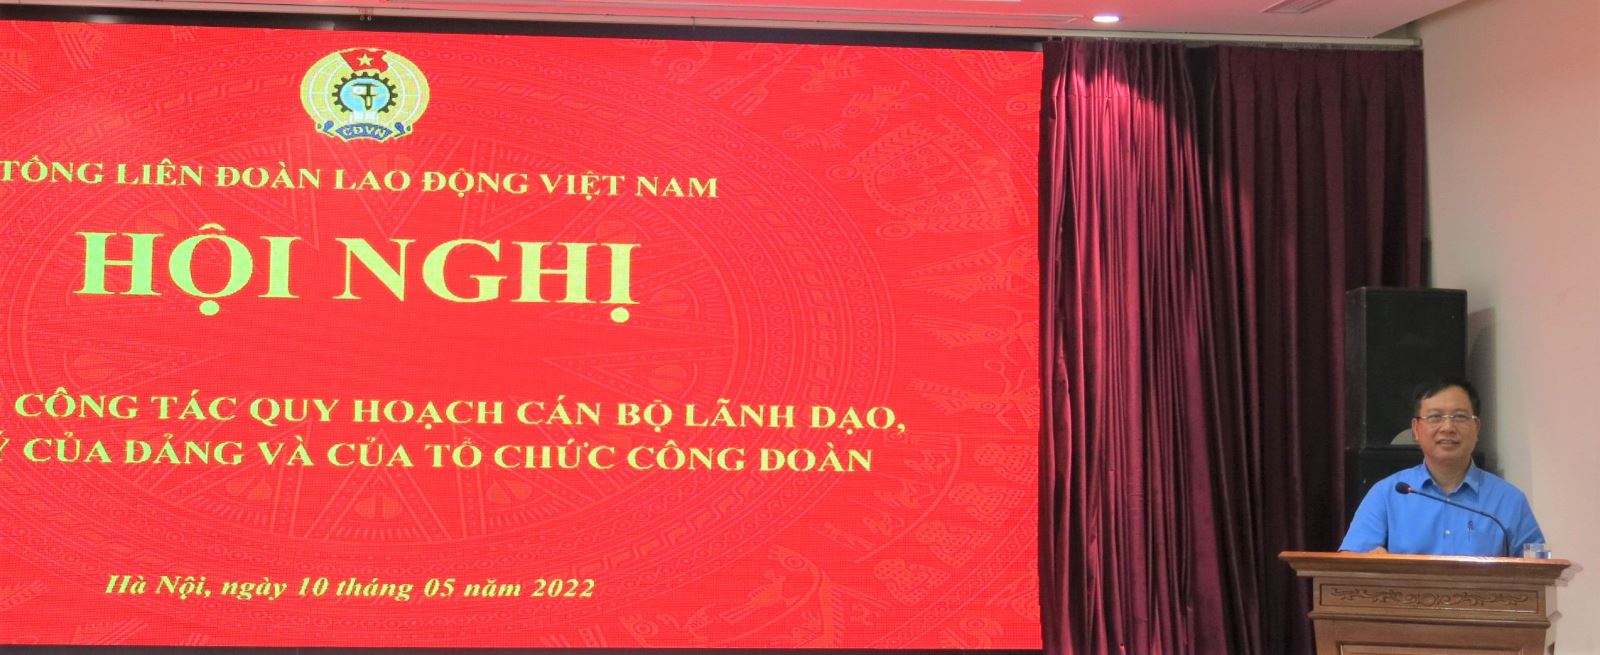 CĐVN
TỔNG LIÊN ĐOÀN LAO ĐỘNG VIỆT NAM
HỘI NGHỊ
CÔNG TÁC QUY HOẠCH CÁN BỘ LÃNH DẠO,
CỦA ĐẢNG VÀ CỦA TỔ CHỨC CÔNG ĐOÀN
Hà Nội, ngày 10 tháng 05 năm 2022